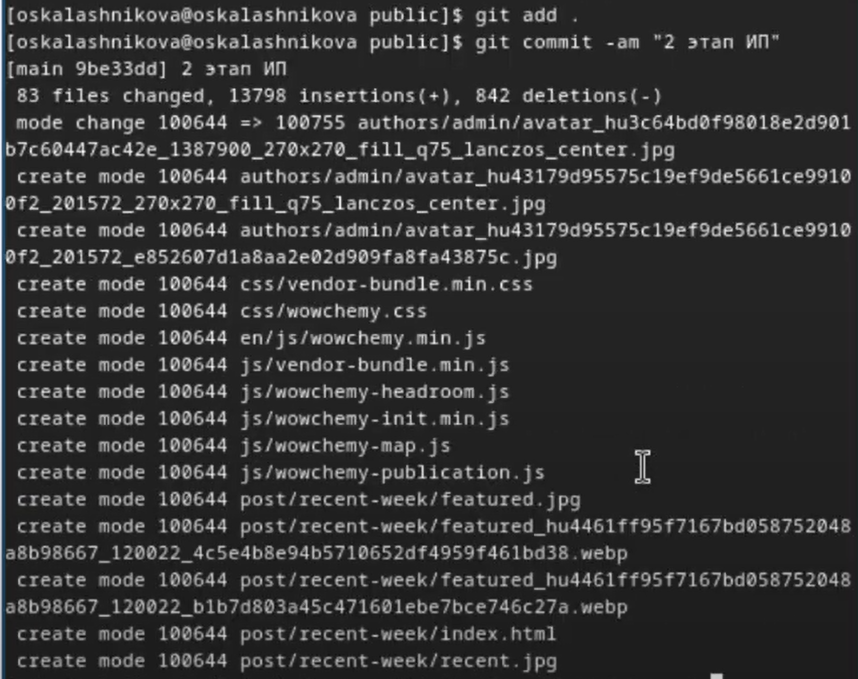 [oskalashnikova@oskalashnikova public]$ git add .
[oskalashnikova@oskalashnikova public]$ git commit -am "2 этап ИП"
[main 9be33dd] 2 этап ИП
 83 files changed, 13798 insertions(+), 842 deletions(-)
 mode change 100644 => 100755 authors/admin/avatar_hu3c64bd0f98018e2d901
b7c60447ac42e_1387900_270x270_fill_q75_lanczos_center.jpg
 create mode 100644 authors/admin/avatar_hu43179d95575c19ef9de5661ce9910
0f2_201572_270x270_fill_q75_lanczos_center.jpg
 create mode 100644 authors/admin/avatar_hu43179d95575c19ef9de5661ce9910
0f2_201572_e852607d1a8aa2e02d909fa8fa43875c.jpg
 create mode 100644 css/vendor-bundle.min.css
 create mode 100644 css/wowchemy.css
 create mode 100644 en/js/wowchemy.min.js
 create mode 100644 js/vendor-bundle.min.js
 create mode 100644 js/wowchemy-headroom.js
 create mode 100644 js/wowchemy-init.min.js
 create mode 100644 js/wowchemy-map.js
 create mode 100644 js/wowchemy-publication.js
 create mode 100644 post/recent-week/featured.jpg
 create mode 100644 post/recent-week/featured_hu4461ff95f7167bd058752048
a8b98667_120022_4c5e4b8e94b5710652df4959f461bd38.webp
 create mode 100644 post/recent-week/featured_hu4461ff95f7167bd058752048
a8b98667_120022_b1b7d803a45c471601ebe7bce746c27a.webp
 create mode 100644 post/recent-week/index.html
 create mode 100644 post/recent-week/recent.jpg